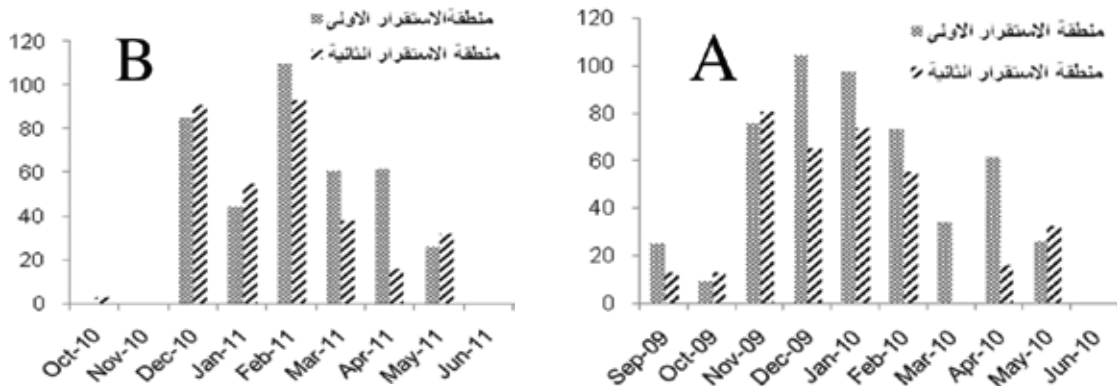 منطقةالاستقرار الاولى
منطقة الاستقرار الثانية
B
120
100
80
60
40
20
0
Oct-10
Nov-10
Dec-10
Jan-11
Feb-11
Mar-11
Apr-11
May-11
Jun-11
منطقة الاستقرار الاولى
منطقة الاستقرار الثانية
A
120
100
80
60
40
20
0
Sep-09
Oct-09
Nov-09
Dec-09
Jan-10
Feb-10
Mar-10
Apr-10
May-10
Jun-10